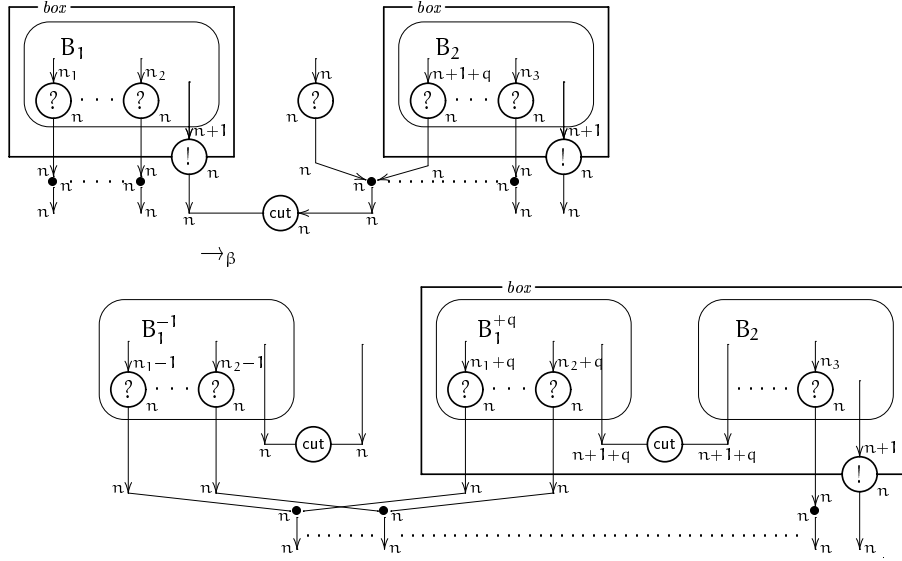 box box
B₁ n B₂
n₁ n₂ n+1+q n₃
? ··· ? ? ? ··· ?
n n n n n
n+1 n+1
! !
n n
n n n n n
n n n n
n n n cut n n n n
→β
box
B₁⁻¹ B₁⁺q B₂
n₁−1 n₂−1 n₁+q n₂+q n₃
? ··· ? ? ··· ? ····· ?
n n n n n
n cut n n+1+q cut n+1+q n+1
!
n n n n n n
n n n
n n n n